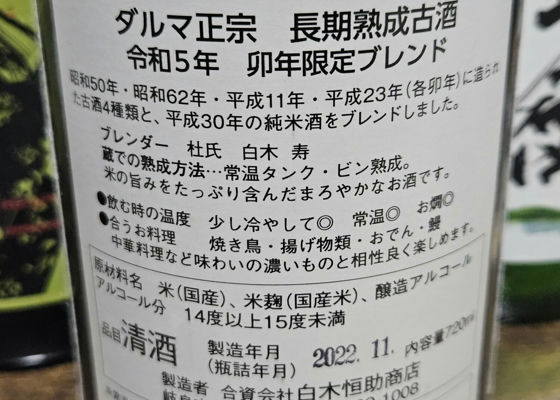 ダルマ正宗　長期熟成古酒
令和5年　卯年限定ブレンド
昭和50年・昭和62年・平成11年・平成23年(各卯年)に造られ
た古酒4種類と、平成30年の純米酒をブレンドしました。
ブレンダー　杜氏　白木　寿
蔵での熟成方法…常温タンク・ビン熟成。
米の旨みをたっぷり含んだまろやかなお酒です。
●飲む時の温度　少し冷やして◎　常温◎　お燗◎
●合うお料理　焼き鳥・揚げ物類・おでん・鰻
中華料理など味わいの濃いものと相性良く楽しめます。
原材料名　米(国産)、米麹(国産米)、醸造アルコール
アルコール分　14度以上15度未満
品目 清酒　製造年月 2022.11. 内容量720ml
(瓶詰年月)
製造者　合資会社白木恒助商店